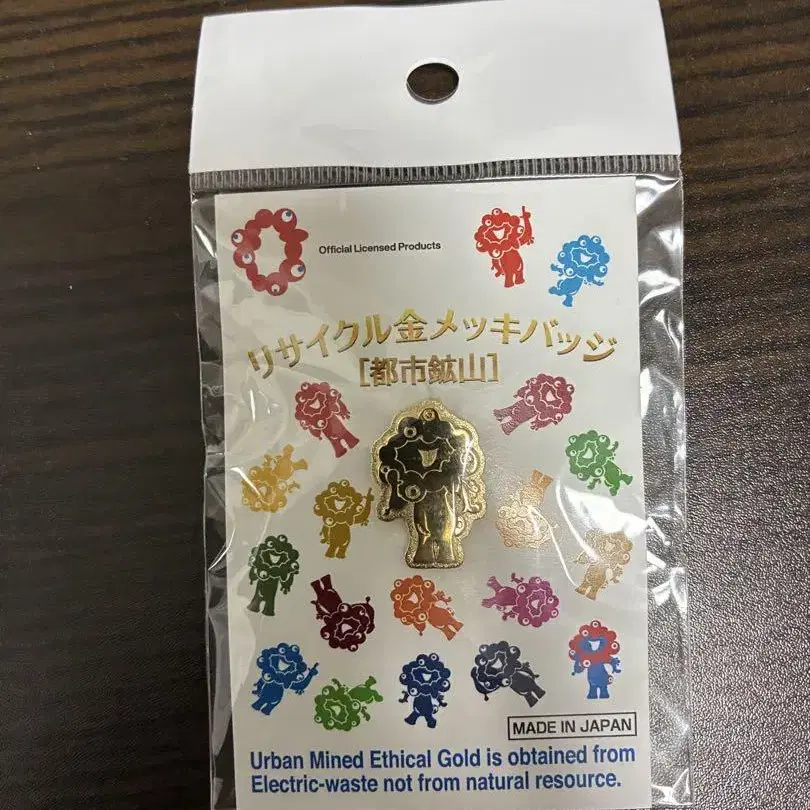 Official Licensed Products
リサイクル金メッキバッジ
[都市鉱山]
MADE IN JAPAN
Urban Mined Ethical Gold is obtained from
Electric-waste not from natural resource.